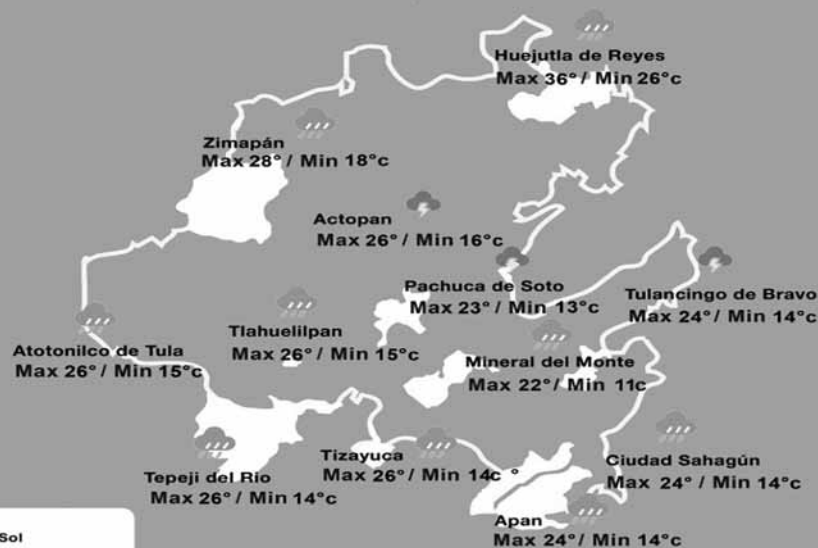 Huejutla de Reyes
Max 36° / Min 26°c
Zimapán
Max 28° / Min 18°c
Actopan
Max 26° / Min 16°c
Pachuca de Soto
Max 23° / Min 13°c
Tulancingo de Bravo
Max 24° / Min 14°c
Tlahuelilpan
Max 26° / Min 15°c
Atotonilco de Tula
Max 26° / Min 15°c
Mineral del Monte
Max 22° / Min 11c
Tepeji del Río
Max 26° / Min 14°c
Tizayuca
Max 26° / Min 14c °
Ciudad Sahagún
Max 24° / Min 14°c
Apan
Max 24° / Min 14°c
Sol